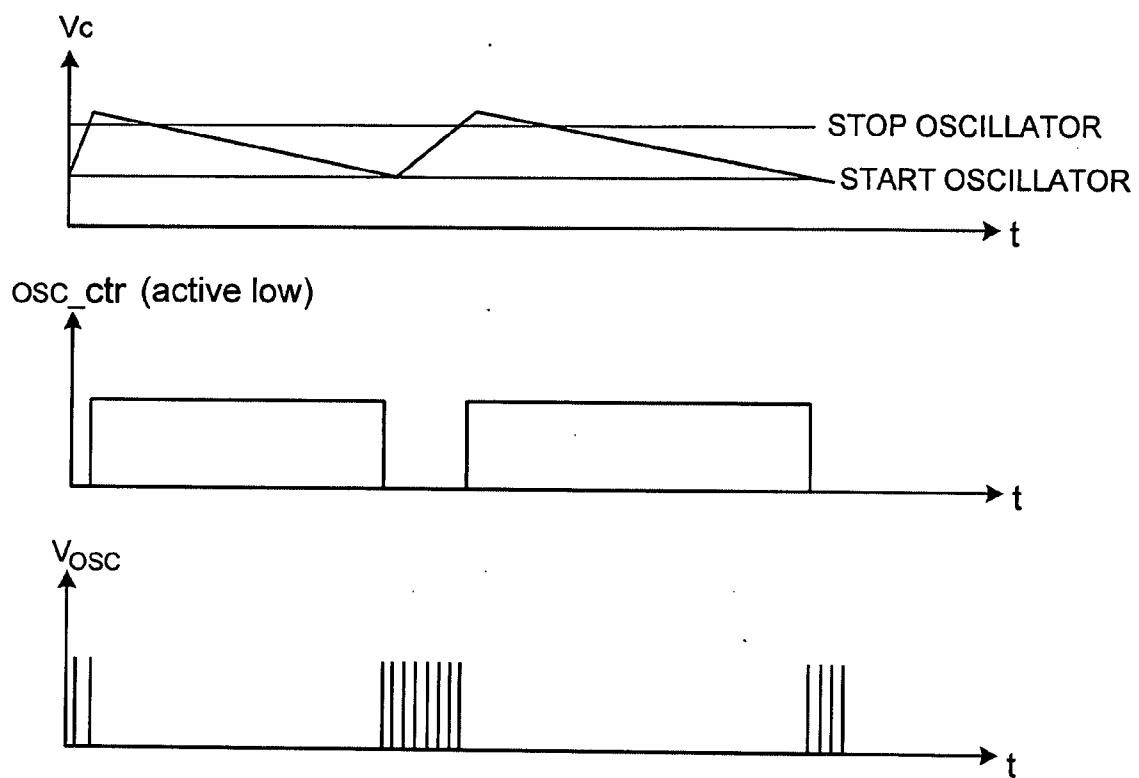 Vc
STOP OSCILLATOR
START OSCILLATOR
t
osc_ctr (active low)
t
Vosc
t